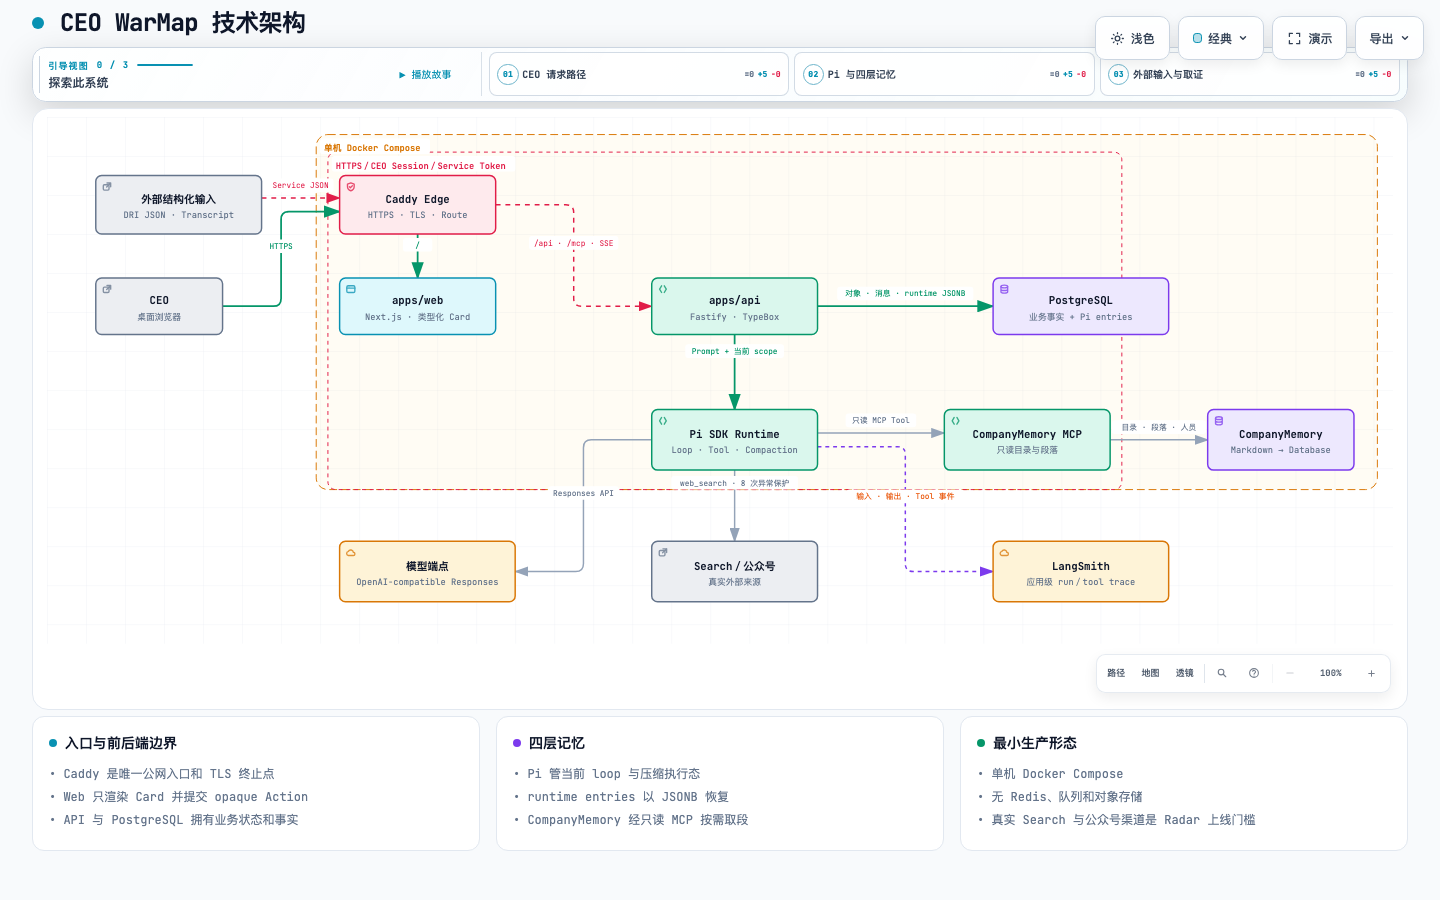 CEO WarMap 技术架构
浅色
经典
演示
导出
引导视图 0 / 3
探索此系统
▶ 播放故事
01 CEO 请求路径 ≡0 +5 -0
02 Pi 与四层记忆 ≡0 +5 -0
03 外部输入与取证 ≡0 +5 -0
单机 Docker Compose
HTTPS / CEO Session / Service Token
外部结构化输入
DRI JSON · Transcript
Service JSON
Caddy Edge
HTTPS · TLS · Route
HTTPS
/
/api · /mcp · SSE
CEO
桌面浏览器
apps/web
Next.js · 类型化 Card
apps/api
Fastify · TypeBox
对象 · 消息 · runtime JSONB
PostgreSQL
业务事实 + Pi entries
Prompt + 当前 scope
Pi SDK Runtime
Loop · Tool · Compaction
只读 MCP Tool
CompanyMemory MCP
只读目录与段落
目录 · 段落 · 人员
CompanyMemory
Markdown → Database
Responses API
web_search · 8 次异常保护
输入 · 输出 · Tool 事件
模型端点
OpenAI-compatible Responses
Search / 公众号
真实外部来源
LangSmith
应用级 run / tool trace
路径
地图
透镜
−
100%
+
入口与前后端边界
• Caddy 是唯一公网入口和 TLS 终止点
• Web 只渲染 Card 并提交 opaque Action
• API 与 PostgreSQL 拥有业务状态和事实
四层记忆
• Pi 管当前 loop 与压缩执行态
• runtime entries 以 JSONB 恢复
• CompanyMemory 经只读 MCP 按需取段
最小生产形态
• 单机 Docker Compose
• 无 Redis、队列和对象存储
• 真实 Search 与公众号渠道是 Radar 上线门槛